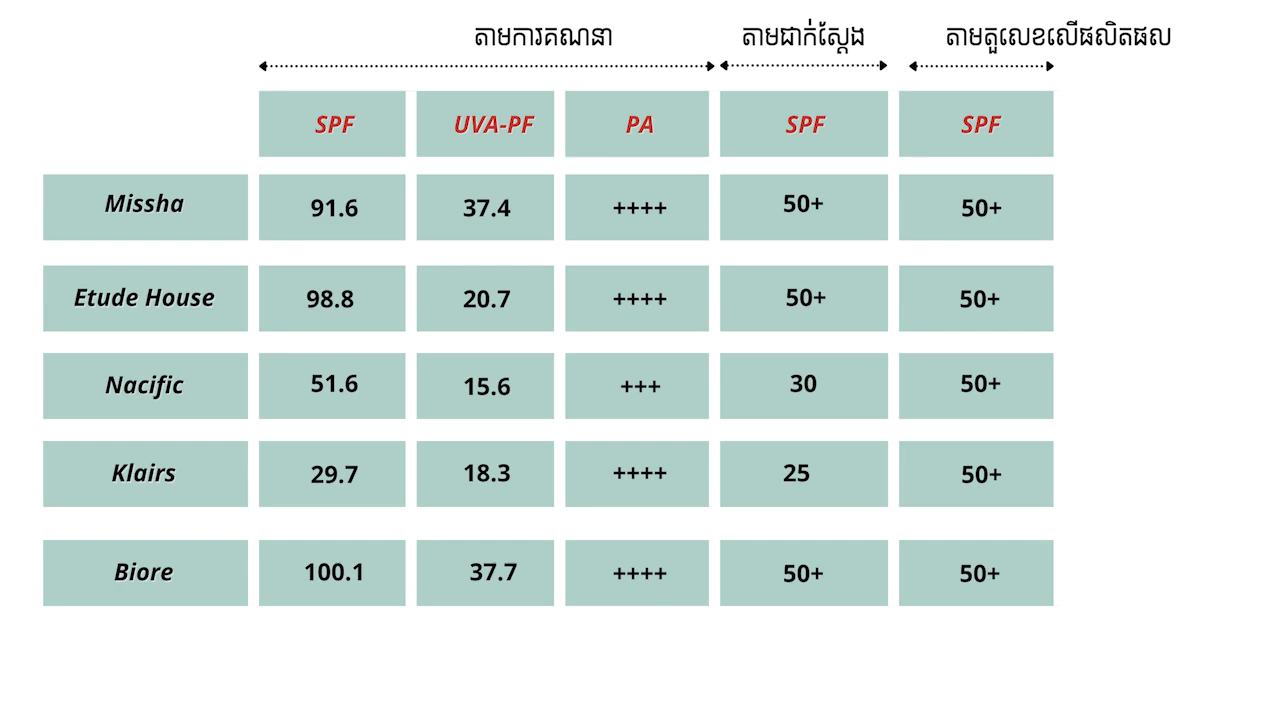 តាមការគណនា តាមជាក់ស្តែង តាមតួលេខលើផលិតផល
SPF UVA-PF PA SPF SPF
Missha 91.6 37.4 ++++ 50+ 50+
Etude House 98.8 20.7 ++++ 50+ 50+
Nacific 51.6 15.6 +++ 30 50+
Klairs 29.7 18.3 ++++ 25 50+
Biore 100.1 37.7 ++++ 50+ 50+